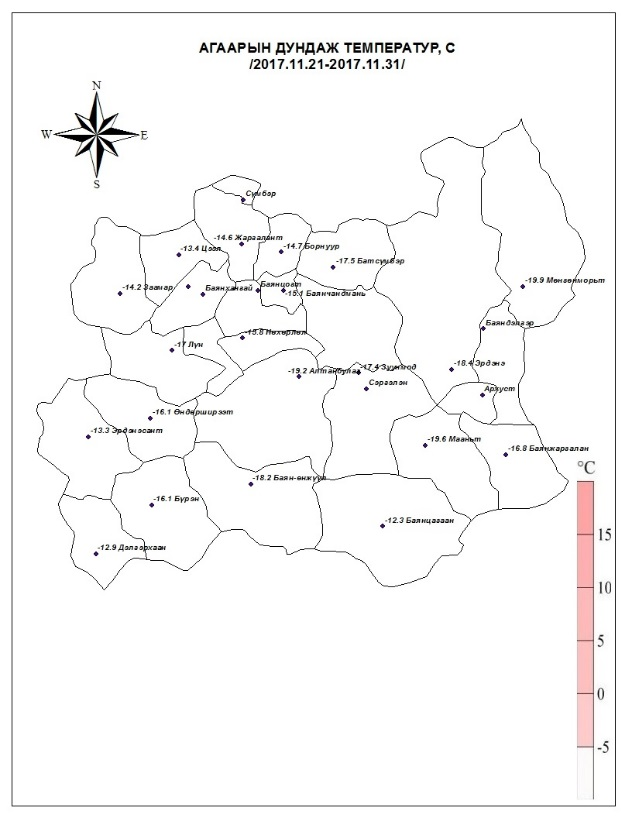 АГААРЫН ДУНДАЖ ТЕМПЕРАТУР, С
/2017.11.21-2017.11.31/
N
W E
S
Сүмбэр
-14.6 Жаргалант
-13.4 Цээл
-14.7 Борнуур
-17.5 Батсүмбэр
-19.9 Мөнгөнморьт
-14.2 Заамар
Баянхангай
Баянцогт
-15.1 Баянчандмань
Баяндэлгэр
-15.8
-17 Лүн
-19.2 Алтанбулаг
-17.4 Зуунмод
-18.4 Эрдэнэ
Сэргэлэн
Архуст
-16.1 Өндөрширээт
-13.3 Эрдэнэсант
-19.6 Мааньт
-16.8 Баянжаргалан
-18.2 Баян-өнжүүл
°C
-16.1 Бүрэн
-12.3 Баянцагаан
15
-12.9 Дэлгэрхаан
10
5
0
-5